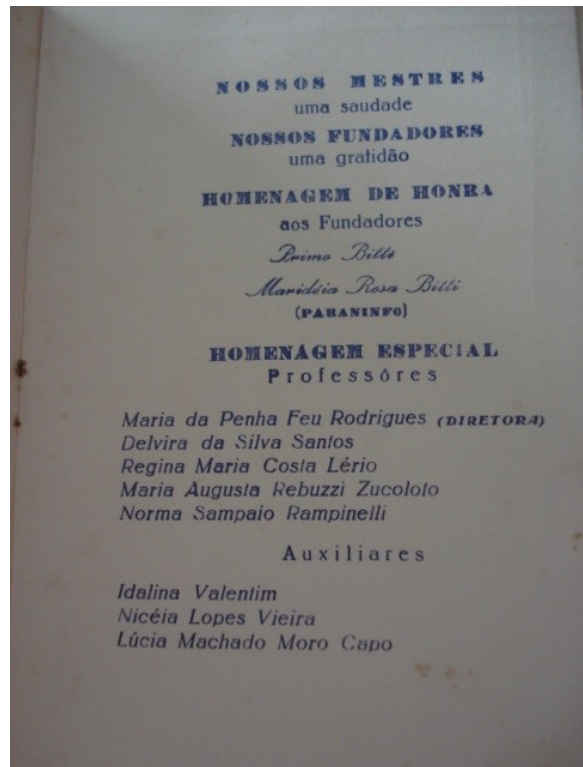 NOSSOS MESTRES
uma saudade
NOSSOS FUNDADORES
uma gratidão
HOMENAGEM DE HONRA
aos Fundadores
Primo Bitte
Maridéia Rosa Bitti
(PARANINFO)
HOMENAGEM ESPECIAL
Professôres
Maria da Penha Feu Rodrigues (DIRETORA)
Delvira da Silva Santos
Regina Maria Costa Lério
Maria Augusta Rebuzzi Zucoloto
Norma Sampaio Rampinelli
Auxiliares
Idalina Valentim
Nicéia Lopes Vieira
Lúcia Machado Moro Capo